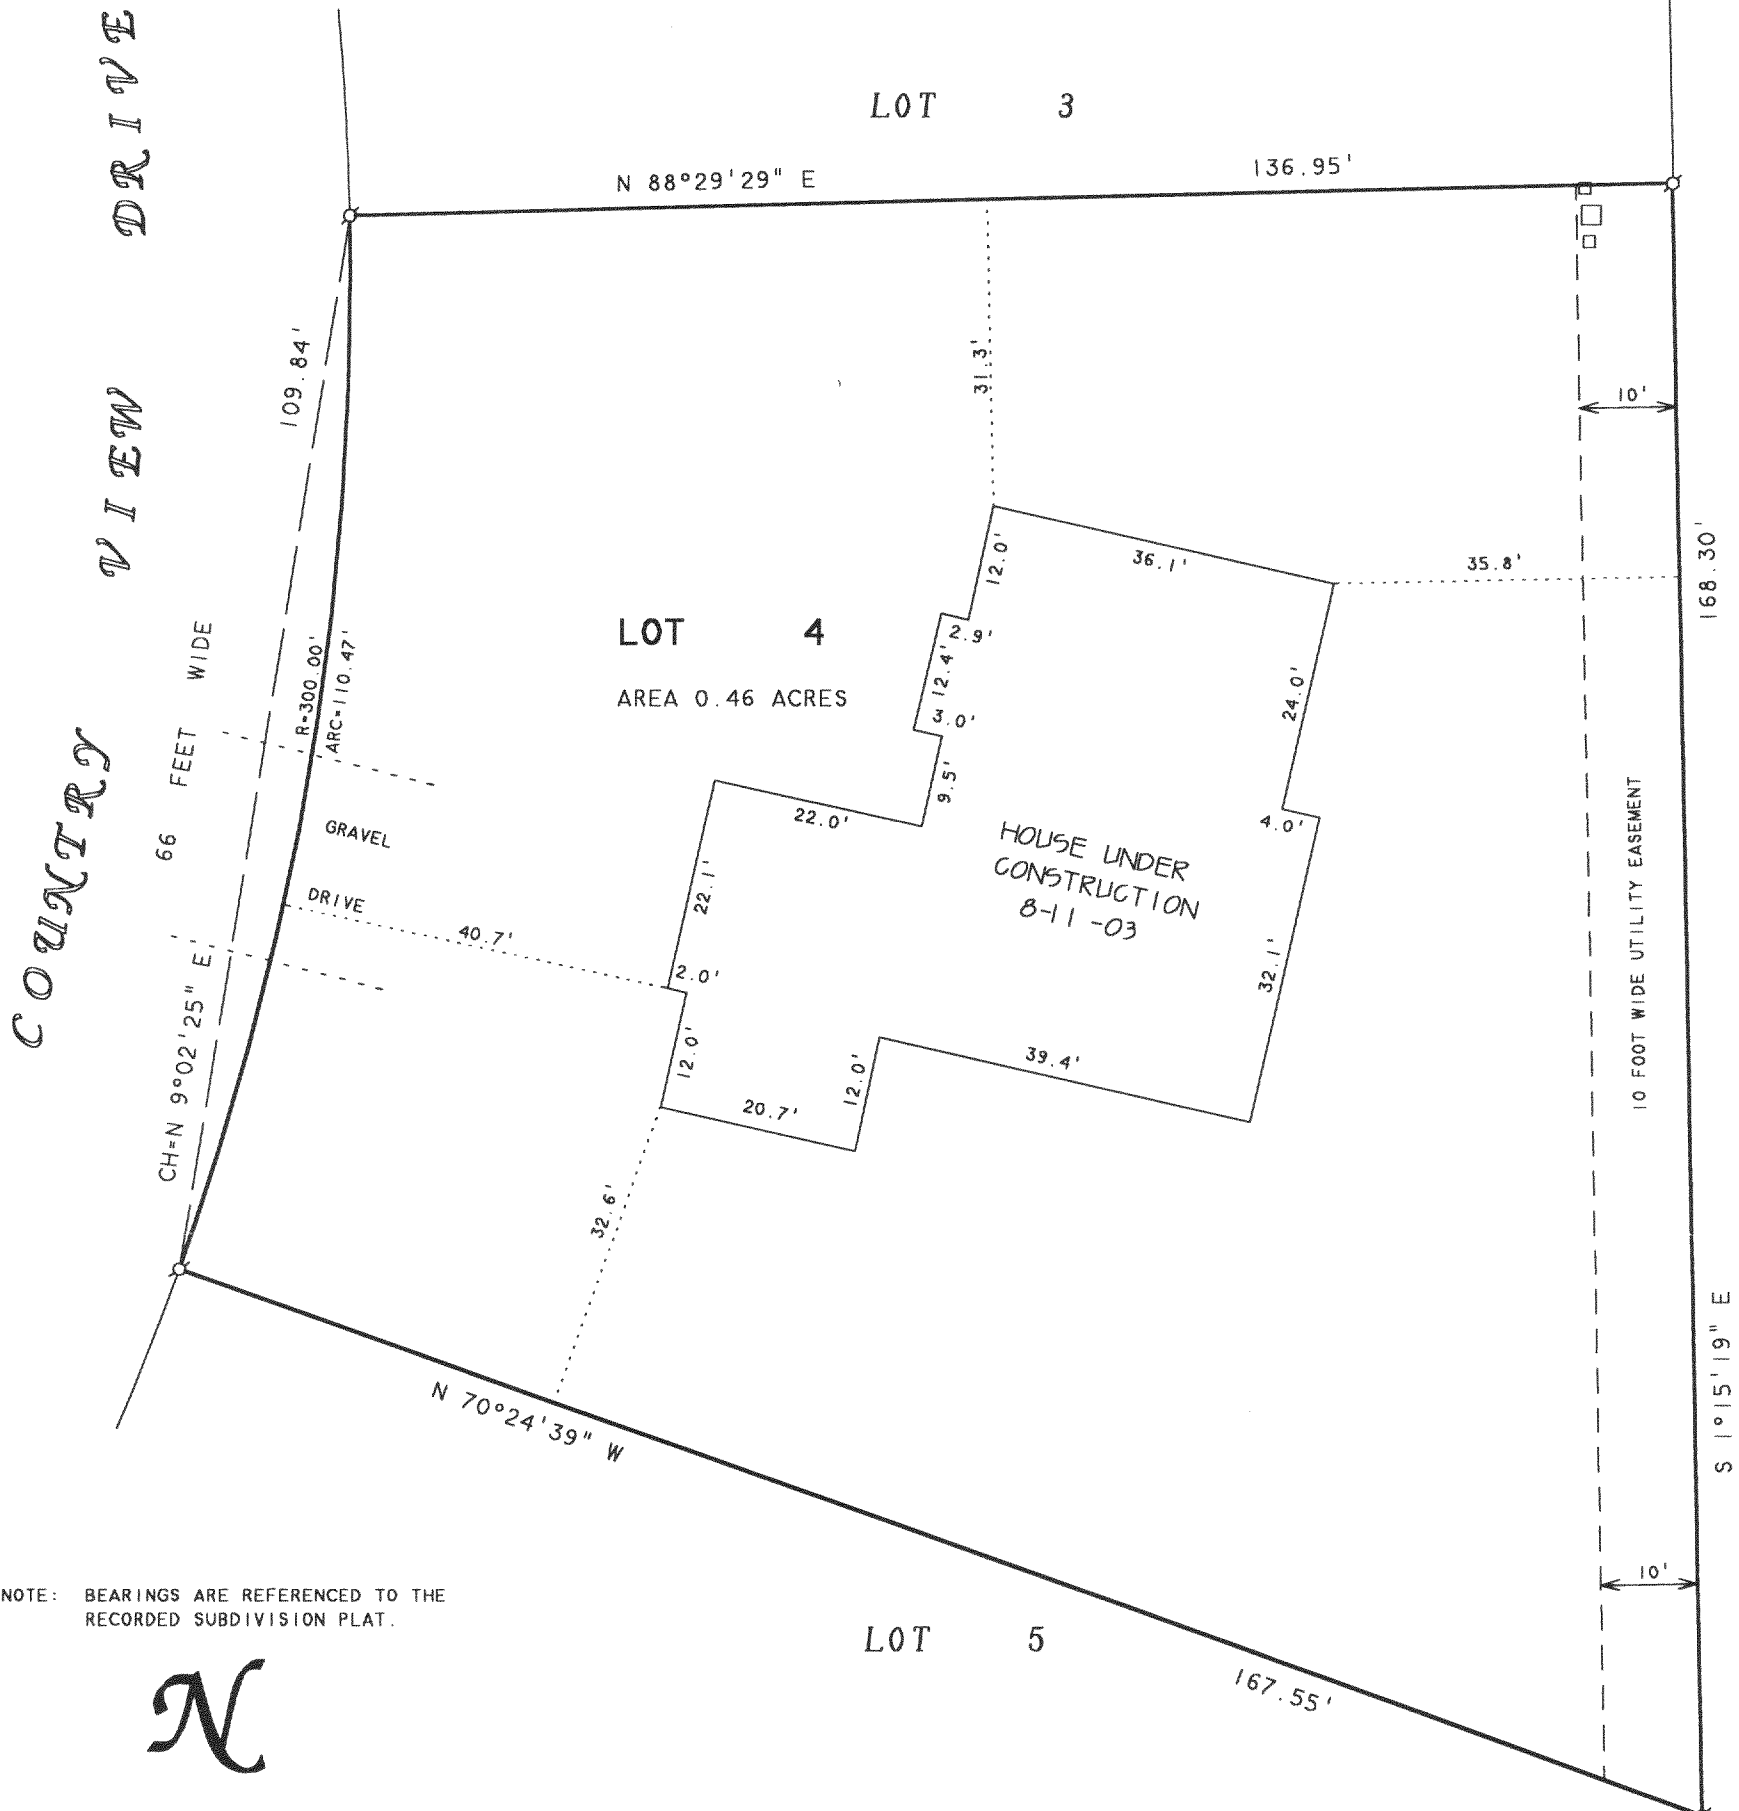 COUNTRY VIEW DRIVE
66 FEET WIDE
LOT 3
N 88°29'29" E
136.95'
109.84'
CH=N 9°02'25" E
R=300.00'
ARC=110.47'
31.3'
10'
168.30'
S 1°15'19" E
10 FOOT WIDE UTILITY EASEMENT
LOT 4
AREA 0.46 ACRES
12.0'
36.1'
35.8'
2.9'
12.4'
3.0'
9.5'
22.0'
24.0'
4.0'
HOUSE UNDER
CONSTRUCTION
8-11-03
GRAVEL
DRIVE
40.7'
22.1'
2.0'
12.0'
20.7'
12.0'
39.4'
32.1'
32.6'
N 70°24'39" W
167.55'
10'
NOTE: BEARINGS ARE REFERENCED TO THE
RECORDED SUBDIVISION PLAT.
LOT 5
N